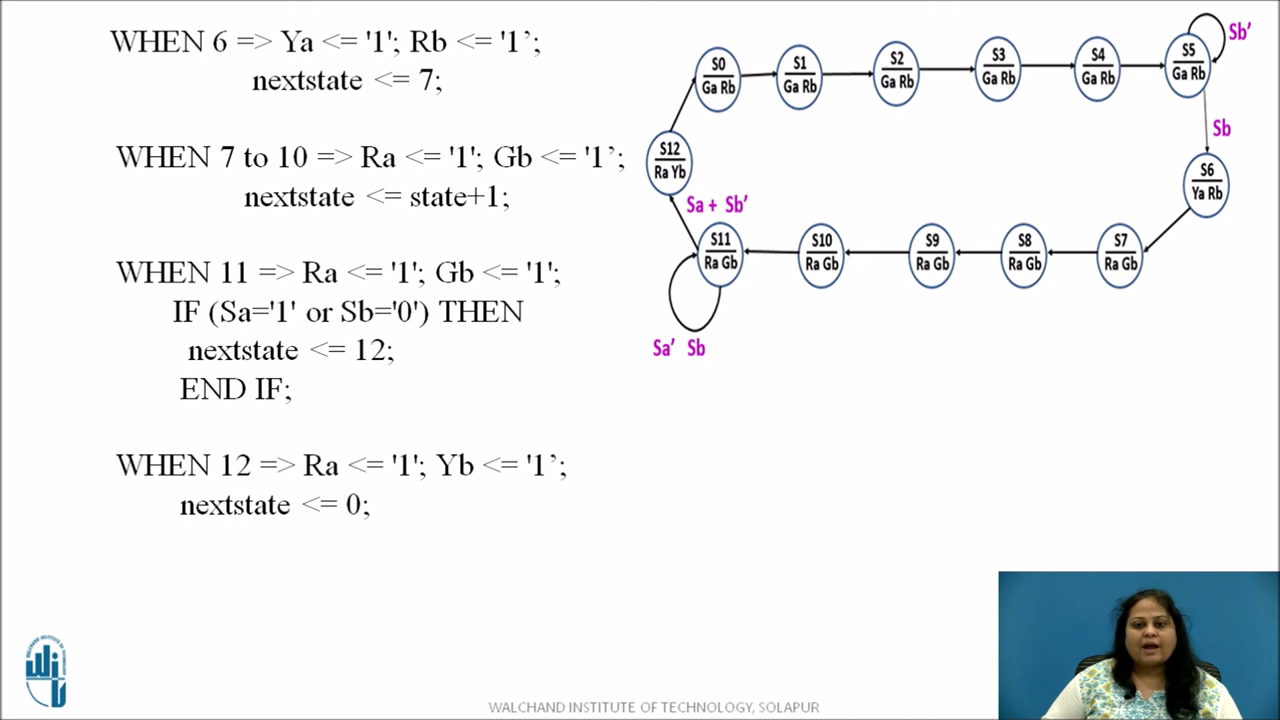 WHEN 6 => Ya <= '1'; Rb <= '1’;
nextstate <= 7;
WHEN 7 to 10 => Ra <= '1'; Gb <= '1’;
nextstate <= state+1;
WHEN 11 => Ra <= '1'; Gb <= '1';
IF (Sa='1' or Sb='0') THEN
nextstate <= 12;
END IF;
WHEN 12 => Ra <= '1'; Yb <= '1’;
nextstate <= 0;
S0
Ga Rb
S1
Ga Rb
S2
Ga Rb
S3
Ga Rb
S4
Ga Rb
S5
Ga Rb
Sb’
Sb
S12
Ra Yb
S6
Ya Rb
Sa + Sb’
S11
Ra Gb
S10
Ra Gb
S9
Ra Gb
S8
Ra Gb
S7
Ra Gb
Sa’ Sb
WALCHAND INSTITUTE OF TECHNOLOGY, SOLAPUR